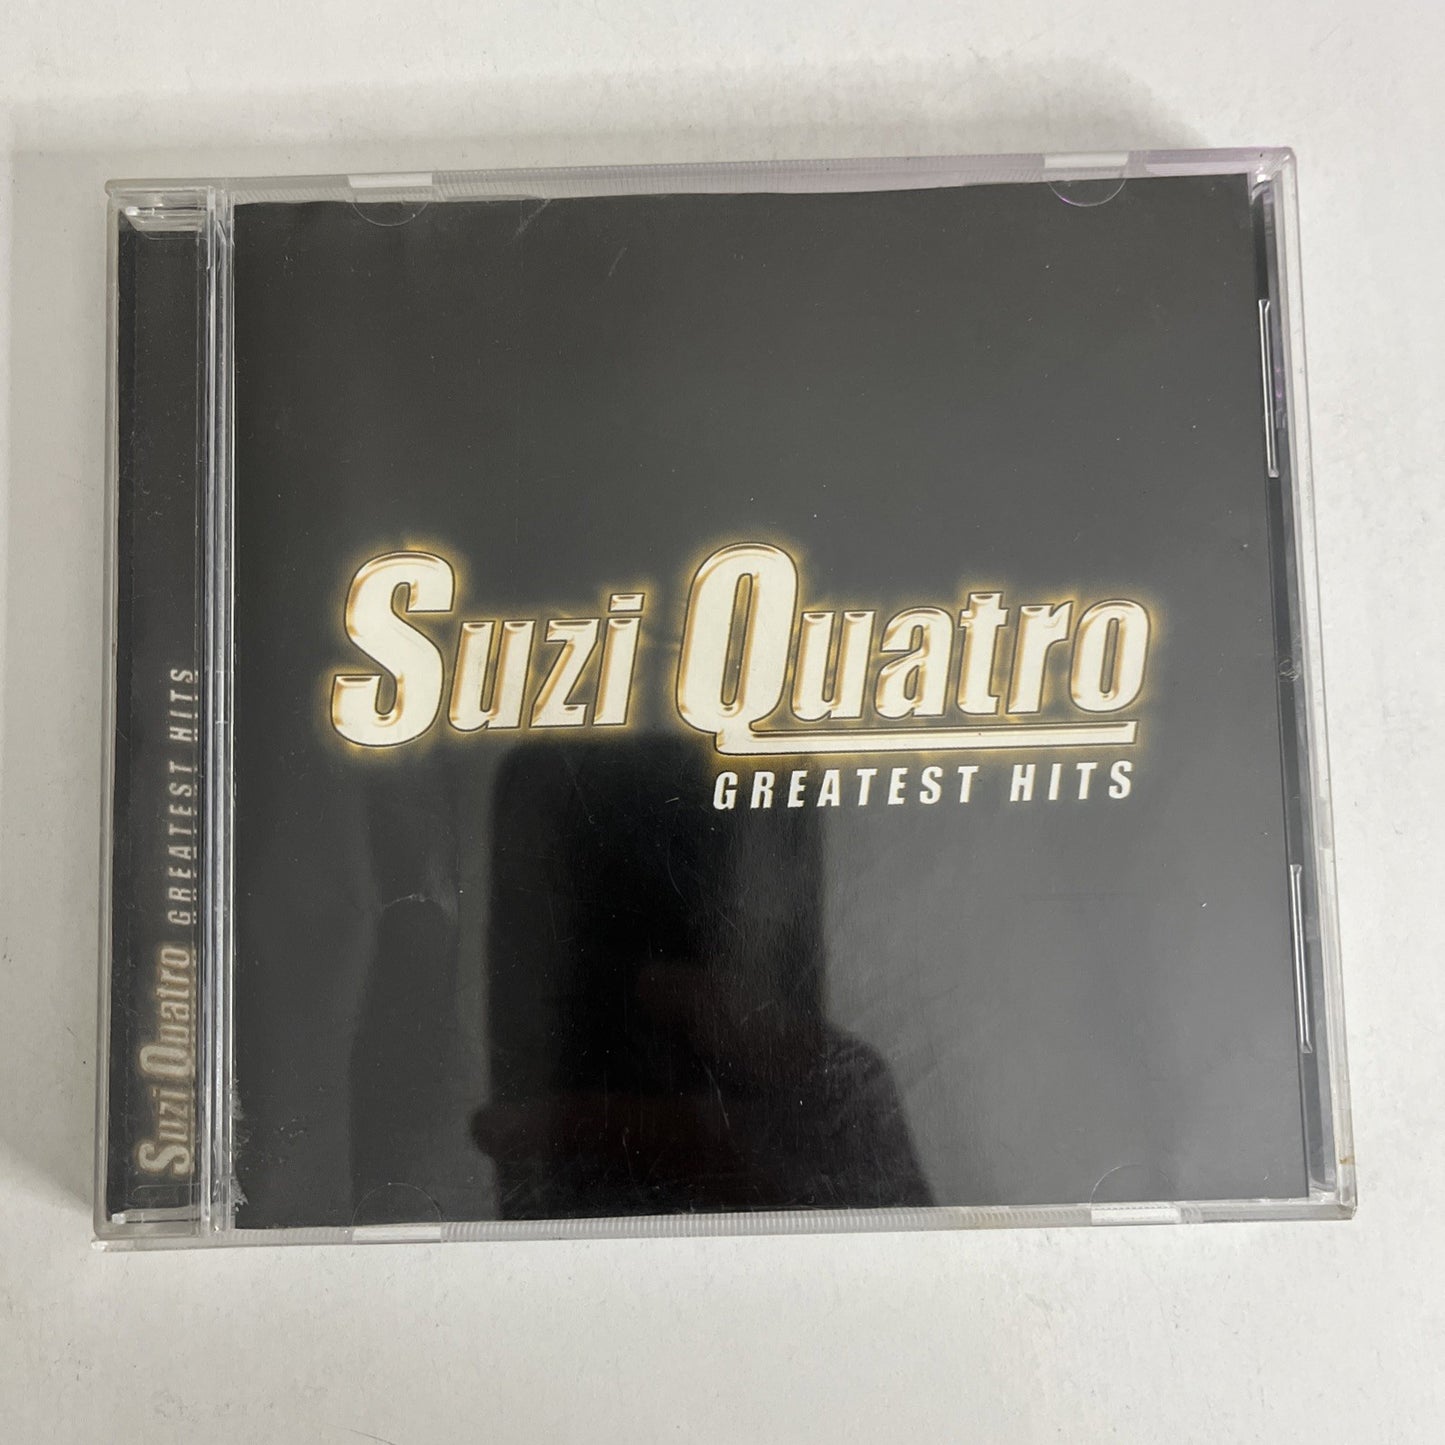 Suzi Quatro
GREATEST HITS
Suzi Quatro GREATEST HITS